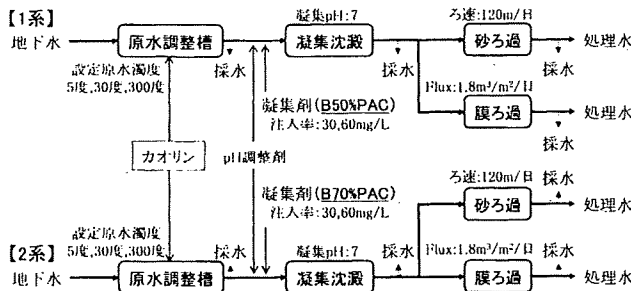 【1系】
凝集pH:7
ろ速:120m/日
地下水
原水調整槽
凝集沈澱
砂ろ過
処理水
採水
採水
採水
設定原水濁度
5度,30度,300度
Flux:1.8m³/m²/日
凝集剤(B50%PAC)
注入率:30,60mg/L
膜ろ過
処理水
採水
カオリン
pH調整剤
ろ速:120m/日
採水
凝集剤(B70%PAC)
注入率:30,60mg/L
砂ろ過
処理水
【2系】
設定原水濁度
5度,30度,300度
採水
凝集pH:7
採水
Flux:1.8m³/m²/日
採水
地下水
原水調整槽
凝集沈澱
膜ろ過
処理水